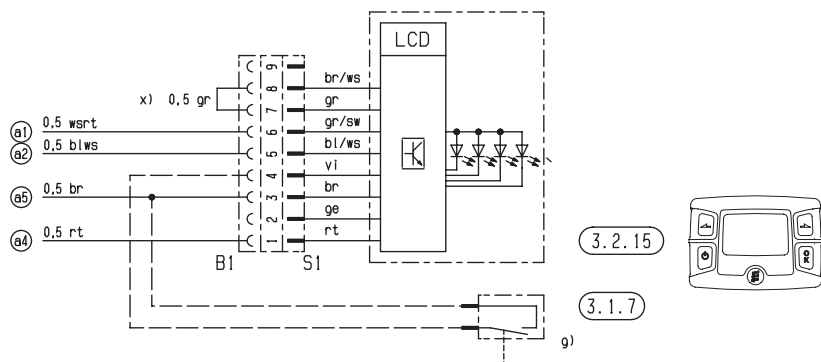 LCD
9
8
7
6
5
4
3
2
1
br/ws
gr
gr/sw
bl/ws
vi
br
ge
rt
x) 0,5 gr
a1 0,5 wsrt
a2 0,5 blws
a5 0,5 br
a4 0,5 rt
B1
S1
3.2.15
OK
3.1.7
g)